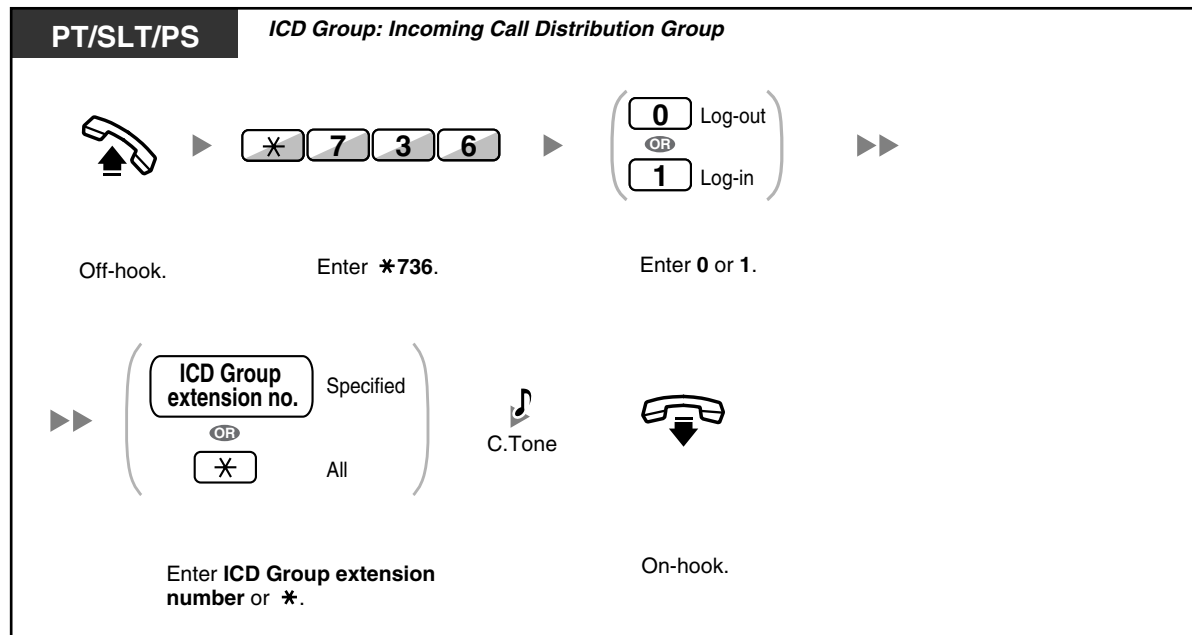 PT/SLT/PS
ICD Group: Incoming Call Distribution Group
* 7 3 6
0 Log-out
OR
1 Log-in
Off-hook.
Enter *736.
Enter 0 or 1.
ICD Group
extension no.
Specified
OR
* All
C.Tone
Enter ICD Group extension
number or *.
On-hook.